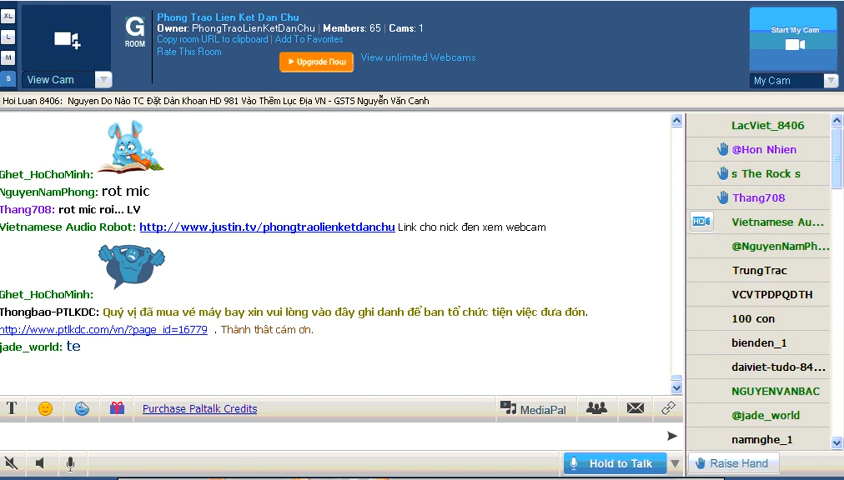 XL
L
M
S
View Cam
G
ROOM
Phong Trao Lien Ket Dan Chu
Owner: PhongTraoLienKetDanChu | Members: 65 | Cams: 1
Copy room URL to clipboard | Add To Favorites
Rate This Room
Upgrade Now
View unlimited Webcams
Start My Cam
My Cam
Hoi Luan 8406: Nguyen Do Nào TC Đặt Dàn Khoan HD 981 Vào Thềm Lục Địa VN - GSTS Nguyễn Văn Canh
Ghet_HoChoMinh:
NguyenNamPhong: rot mic
Thang708: rot mic roi... LV
Vietnamese Audio Robot: http://www.justin.tv/phongtraolienketdanchu Link cho nick đen xem webcam
Ghet_HoChoMinh:
Thongbao-PTLKDC: Quý vị đã mua vé máy bay xin vui lòng vào đây ghi danh để ban tổ chức tiện việc đưa đón.
http://www.ptlkdc.com/vn/?page_id=16779 . Thành thât cám ơn.
jade_world: te
T
Purchase Paltalk Credits
MediaPal
Hold to Talk
LacViet_8406
@Hon Nhien
s The Rock s
Thang708
HQ
Vietnamese Au...
@NguyenNamPh...
TrungTrac
VCVTPDPQDTH
100 con
bienden_1
daiviet-tudo-84...
NGUYENVANBAC
@jade_world
namnghe_1
Raise Hand